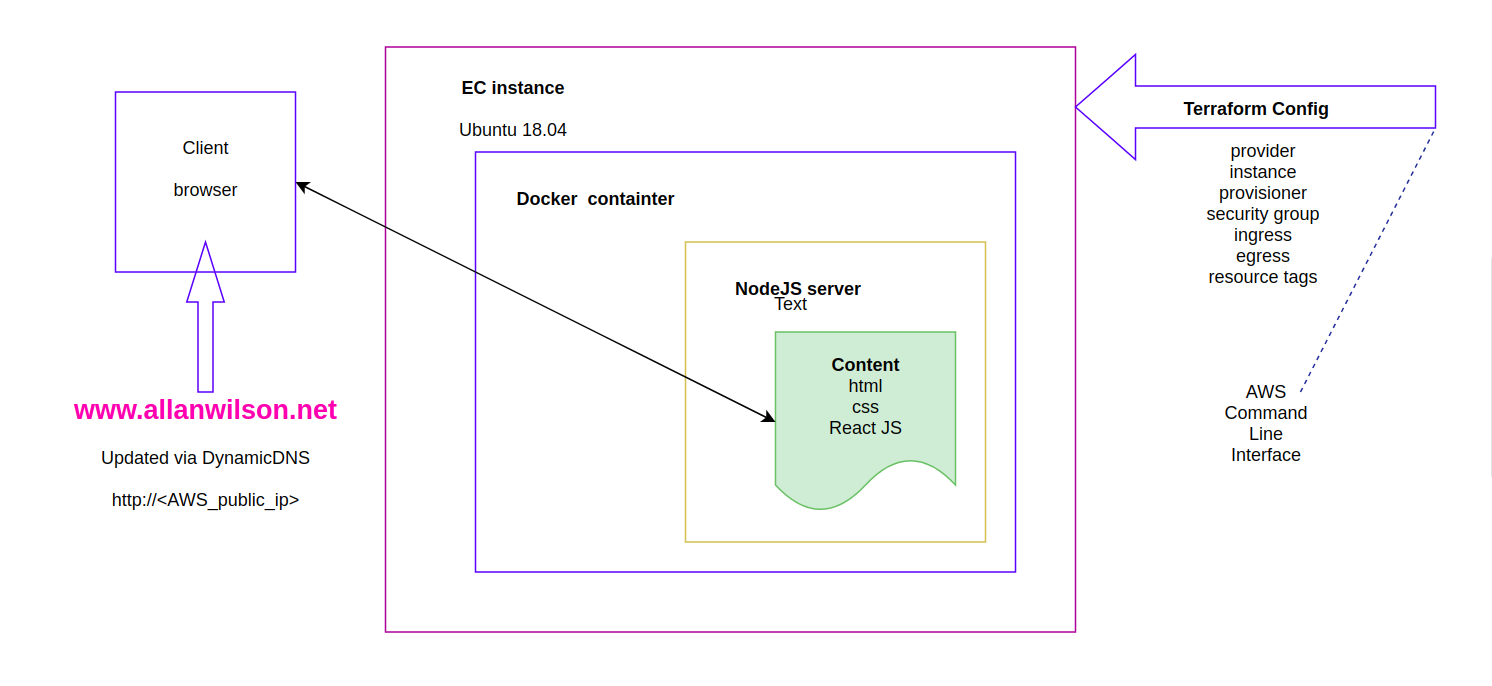 Client
browser
www.allanwilson.net
Updated via DynamicDNS
http://<AWS_public_ip>
EC instance
Ubuntu 18.04
Docker  containter
NodeJS server
Text
Content
html
css
React JS
Terraform Config
provider
instance
provisioner
security group
ingress
egress
resource tags
AWS
Command
Line
Interface